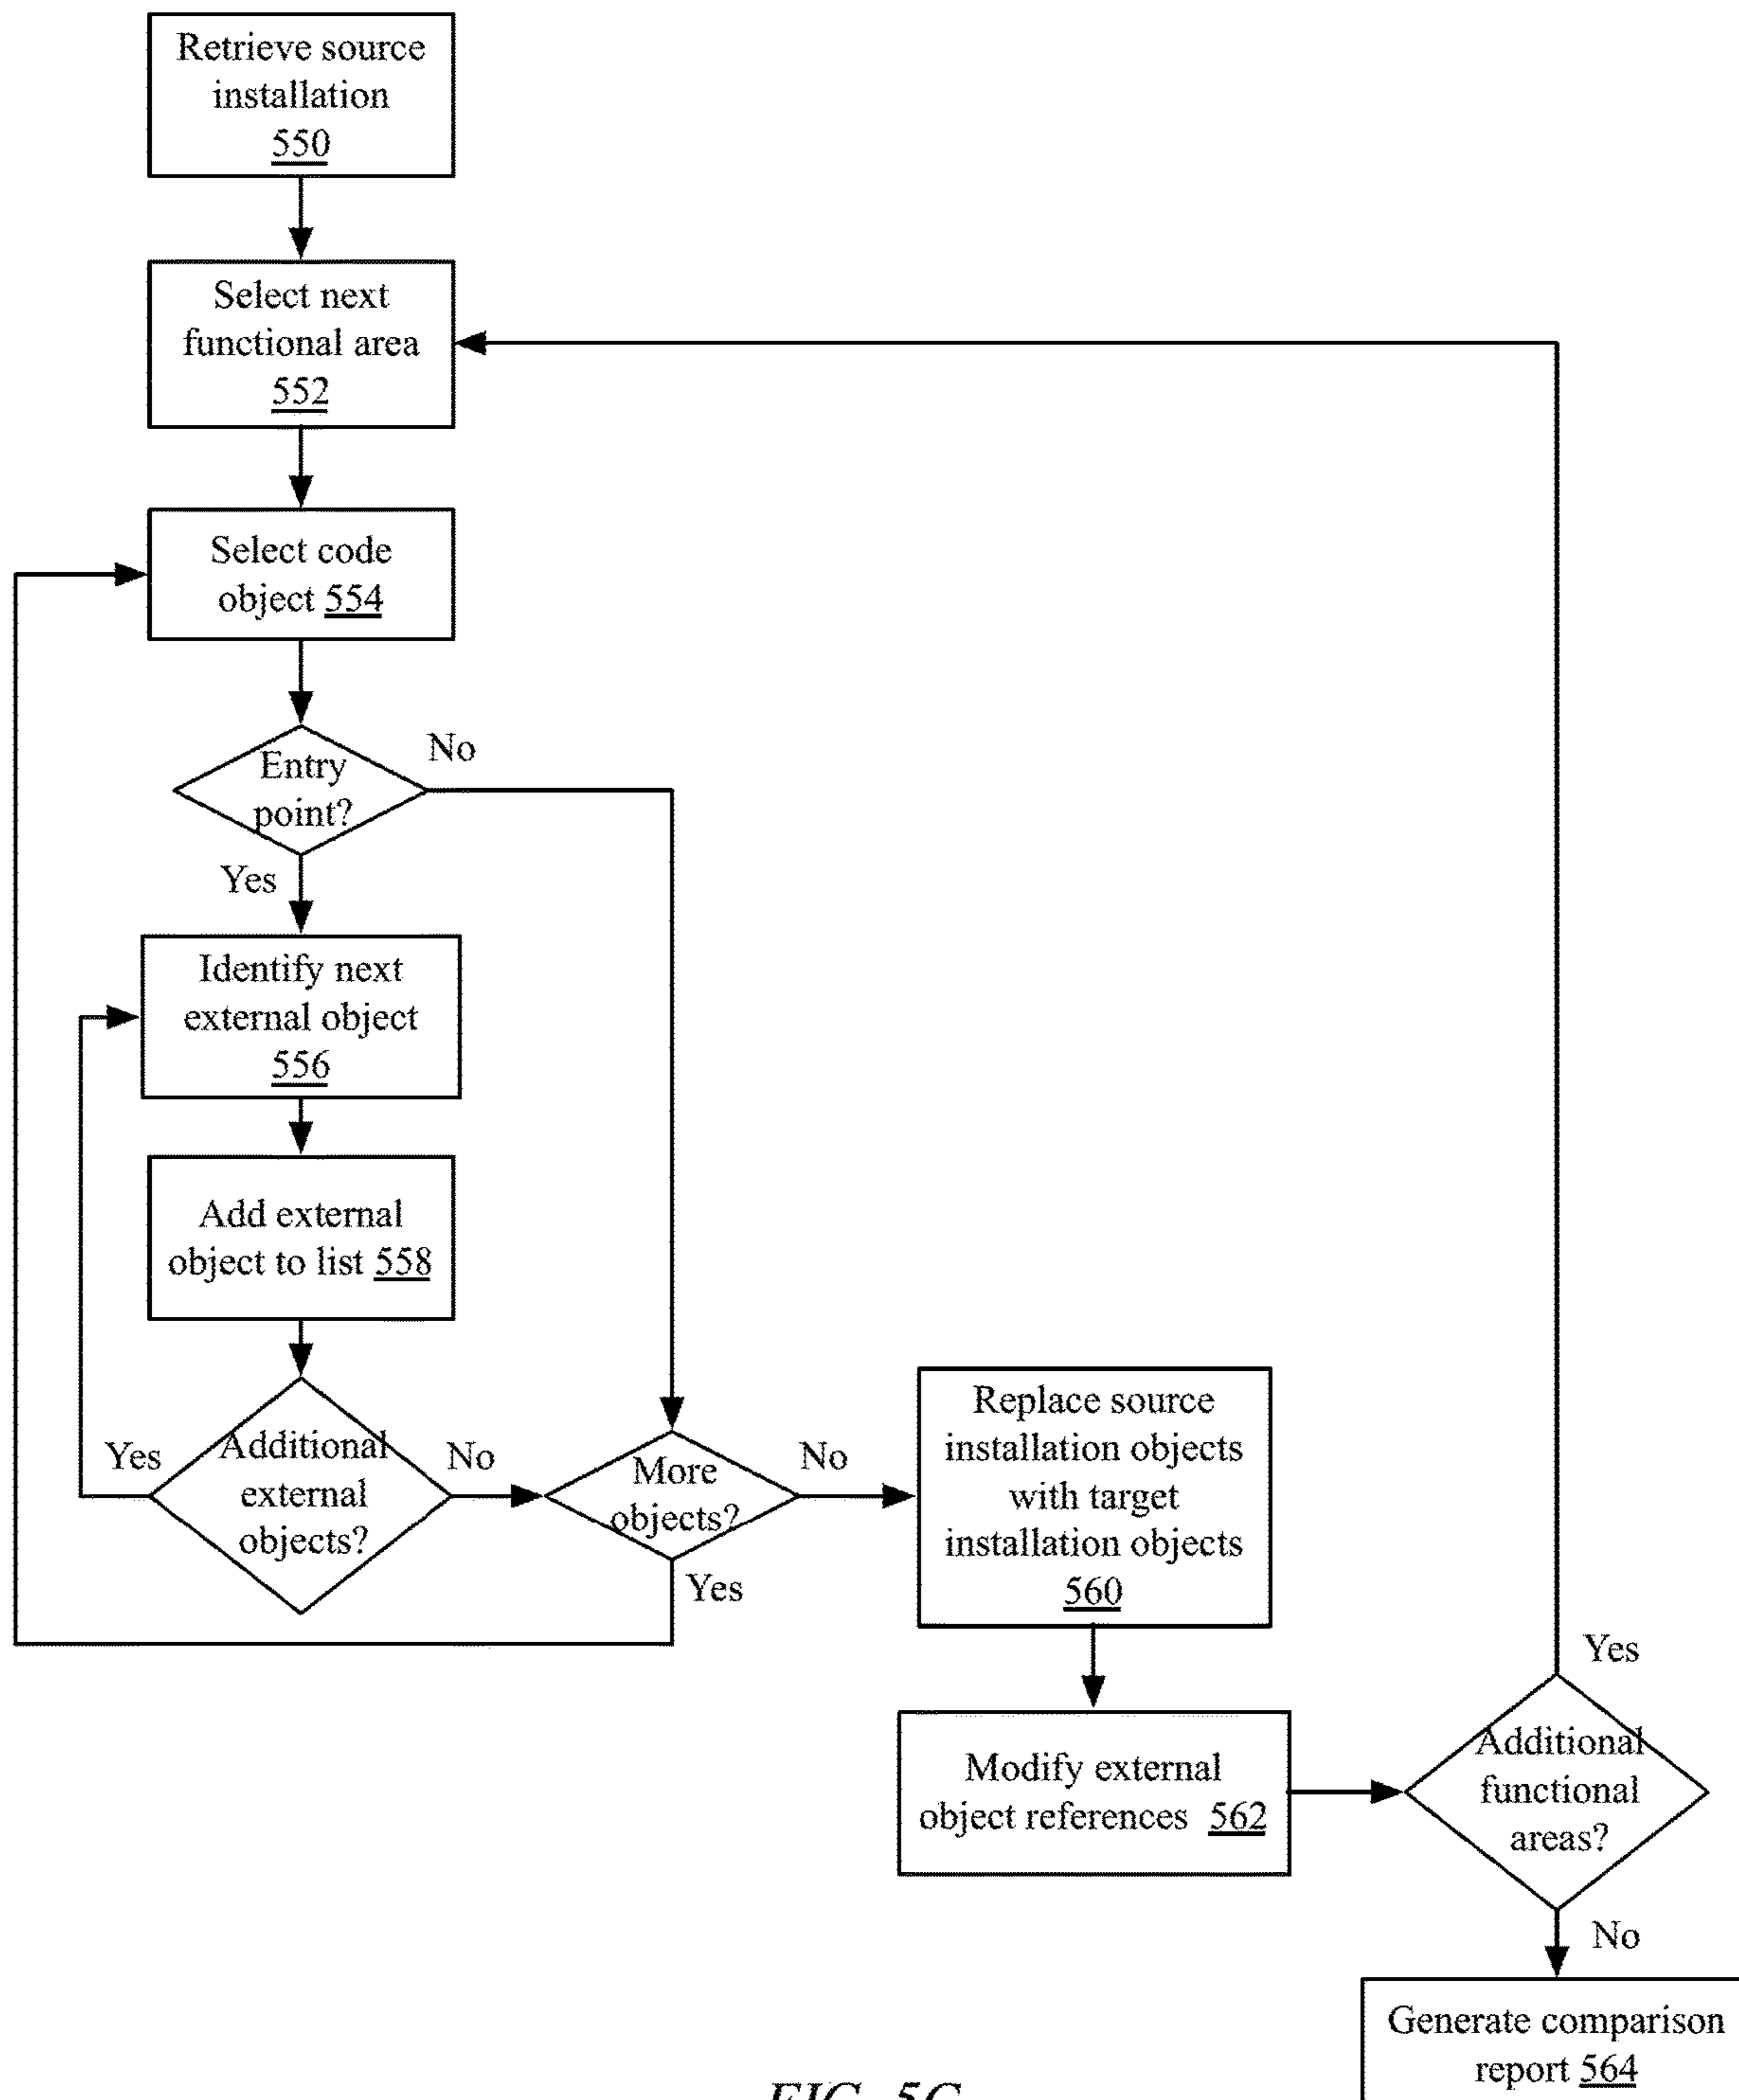 Retrieve source
installation
550
Select next
functional area
552
Select code
object 554
Entry
point?
No
Yes
Identify next
external object
556
Add external
object to list 558
Additional
external
objects?
Yes
No
More
objects?
No
Yes
Replace source
installation objects
with target
installation objects
560
Modify external
object references 562
Additional
functional
areas?
Yes
No
Generate comparison
report 564
FIG. 5C